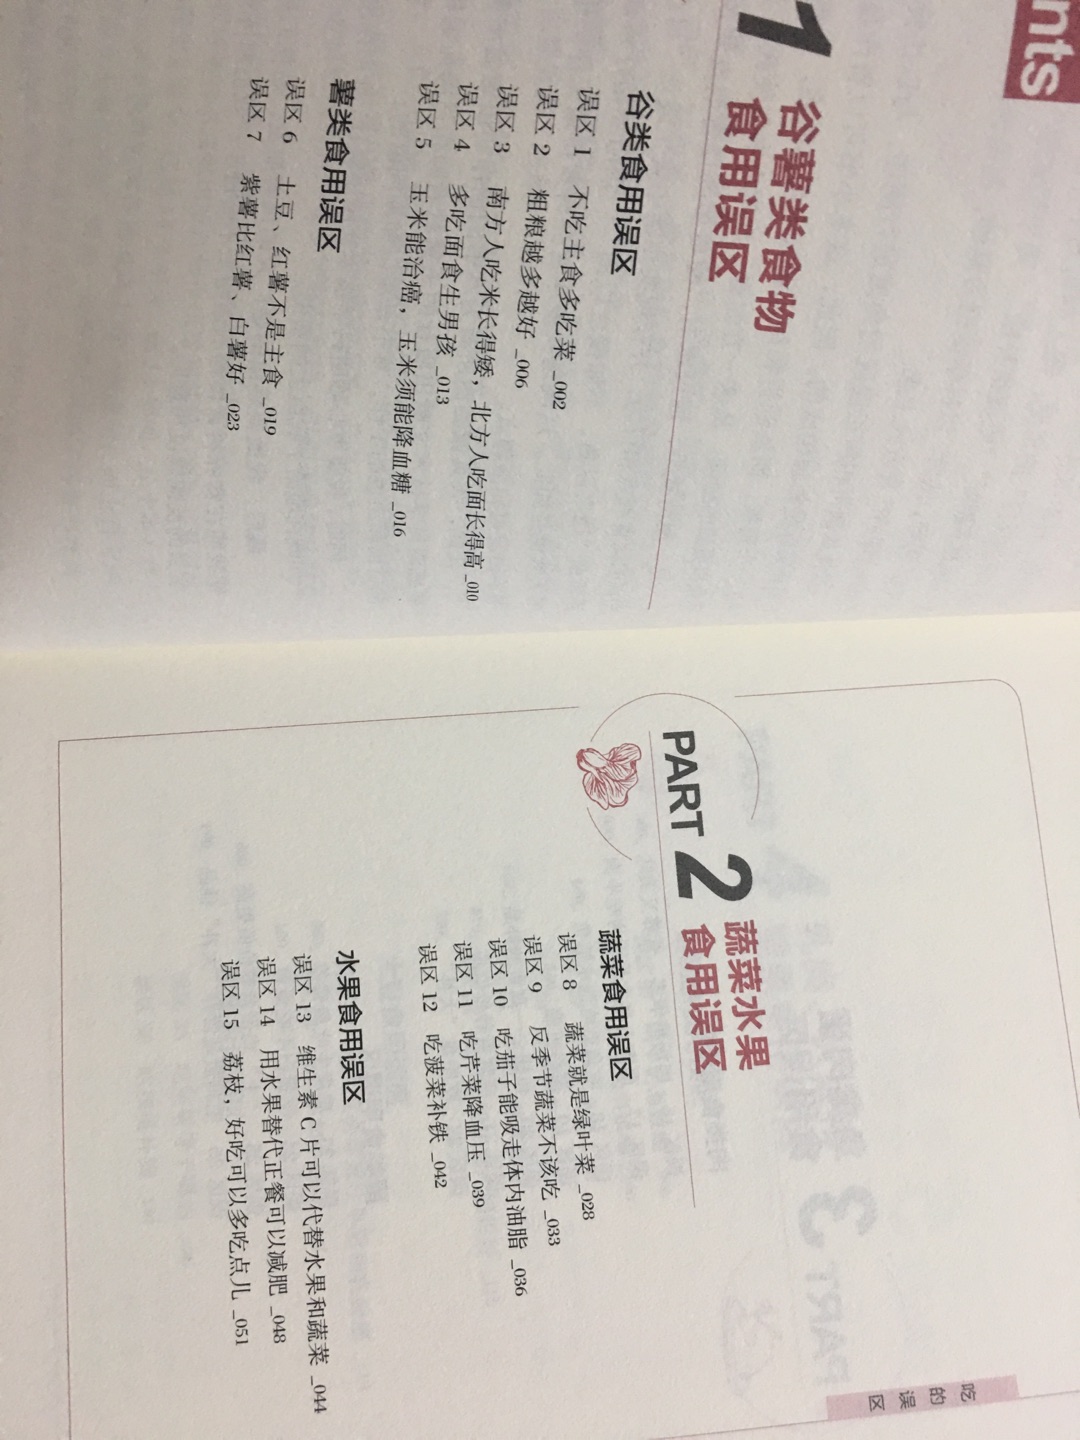 nts
1
谷薯类食物
食用误区
谷类食用误区
误区 1 不吃主食多吃菜 _002
误区 2 粗粮越多越好 _006
误区 3 南方人吃米长得矮，北方人吃面长得高 _010
误区 4 多吃面食生男孩 _013
误区 5 玉米能治癌，玉米须能降血糖 _016
薯类食用误区
误区 6 土豆、红薯不是主食 _019
误区 7 紫薯比红薯、白薯好 _023
PART 2 蔬菜水果
食用误区
蔬菜食用误区
误区 8 蔬菜就是绿叶菜 _028
误区 9 反季节蔬菜不该吃 _033
误区 10 吃茄子能吸走体内油脂 _036
误区 11 吃芹菜降血压 _039
误区 12 吃菠菜补铁 _042
水果食用误区
误区 13 维生素 C 片可以代替水果和蔬菜 _044
误区 14 用水果替代正餐可以减肥 _048
误区 15 荔枝，好吃可以多吃点儿 _051
吃的误区